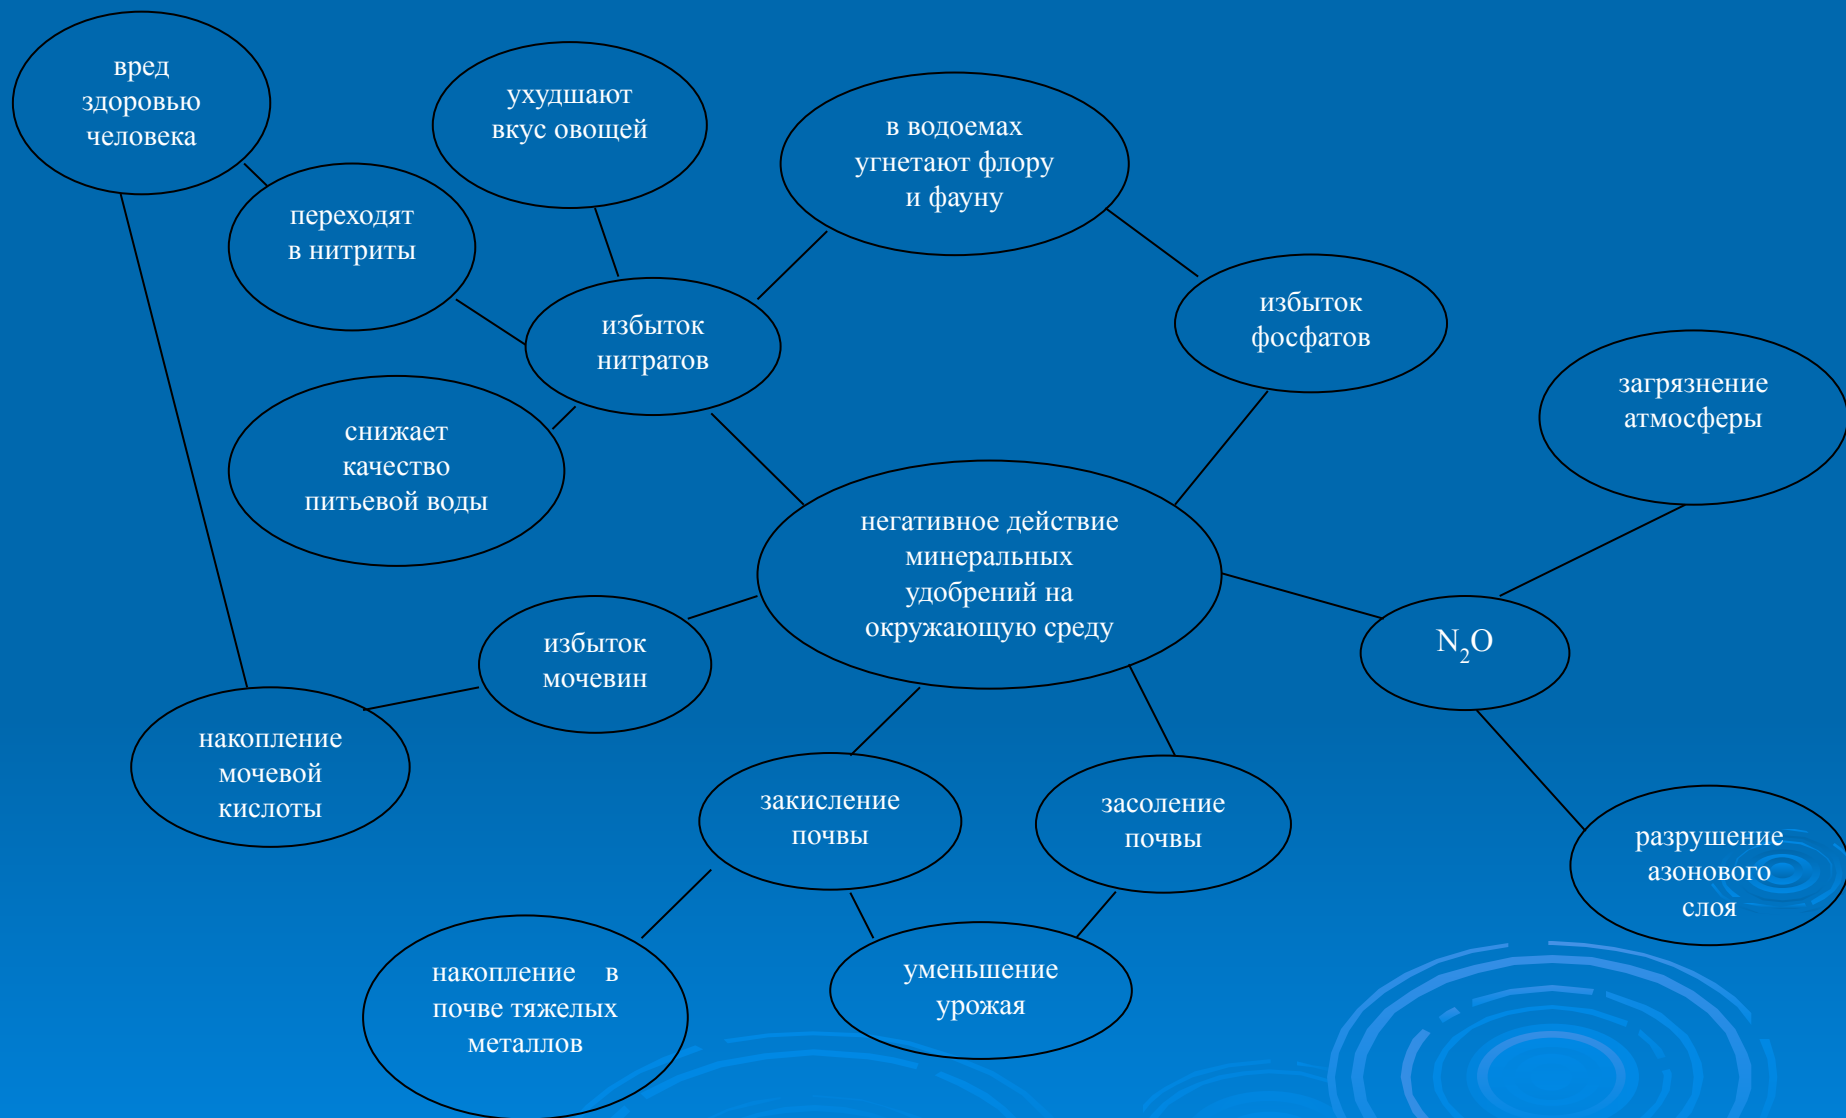 вред
здоровью
человека
ухудшают
вкус овощей
в водоемах
угнетают флору
и фауну
переходят
в нитриты
избыток
нитратов
избыток
фосфатов
загрязнение
атмосферы
снижает
качество
питьевой воды
негативное действие
минеральных
удобрений на
окружающую среду
избыток
мочевин
N₂O
накопление
мочевой
кислоты
закисление
почвы
засоление
почвы
разрушение
азонового
слоя
накопление в
почве тяжелых
металлов
уменьшение
урожая